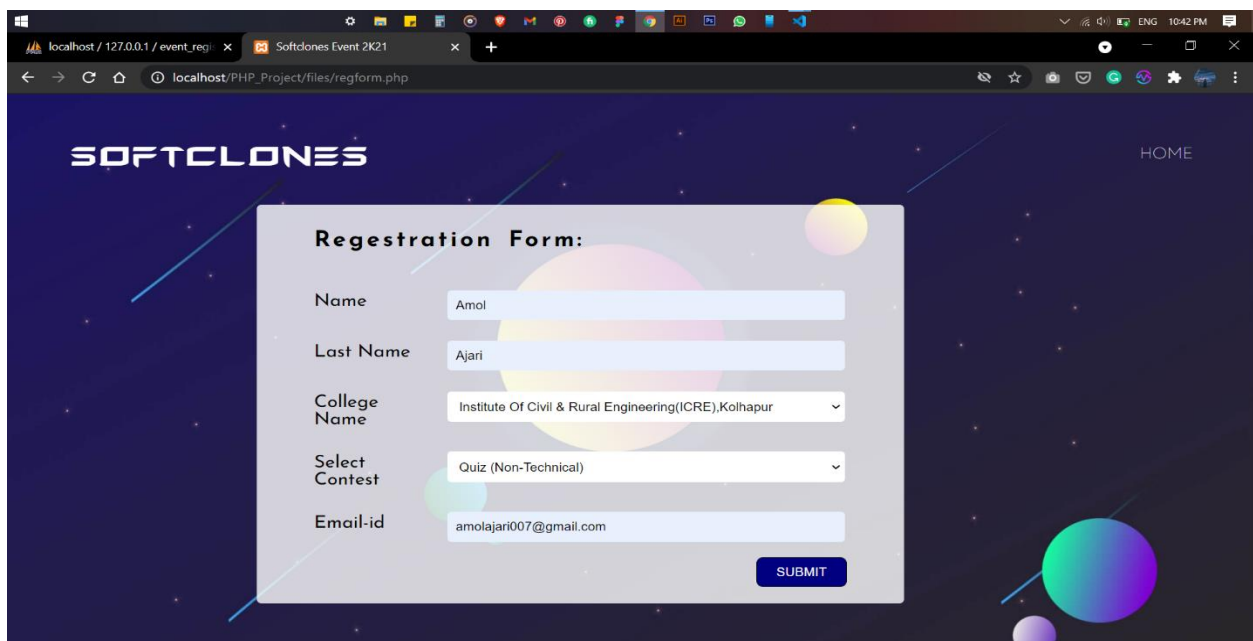 ENG 10:42 PM
localhost / 127.0.0.1 / event_regi
Softclones Event 2K21
localhost/PHP_Project/files/regform.php
SOFTCLONES
HOME
Regestration Form:
Name
Amol
Last Name
Ajari
College
Name
Institute Of Civil & Rural Engineering(ICRE),Kolhapur
Select
Contest
Quiz (Non-Technical)
Email-id
amolajari007@gmail.com
SUBMIT